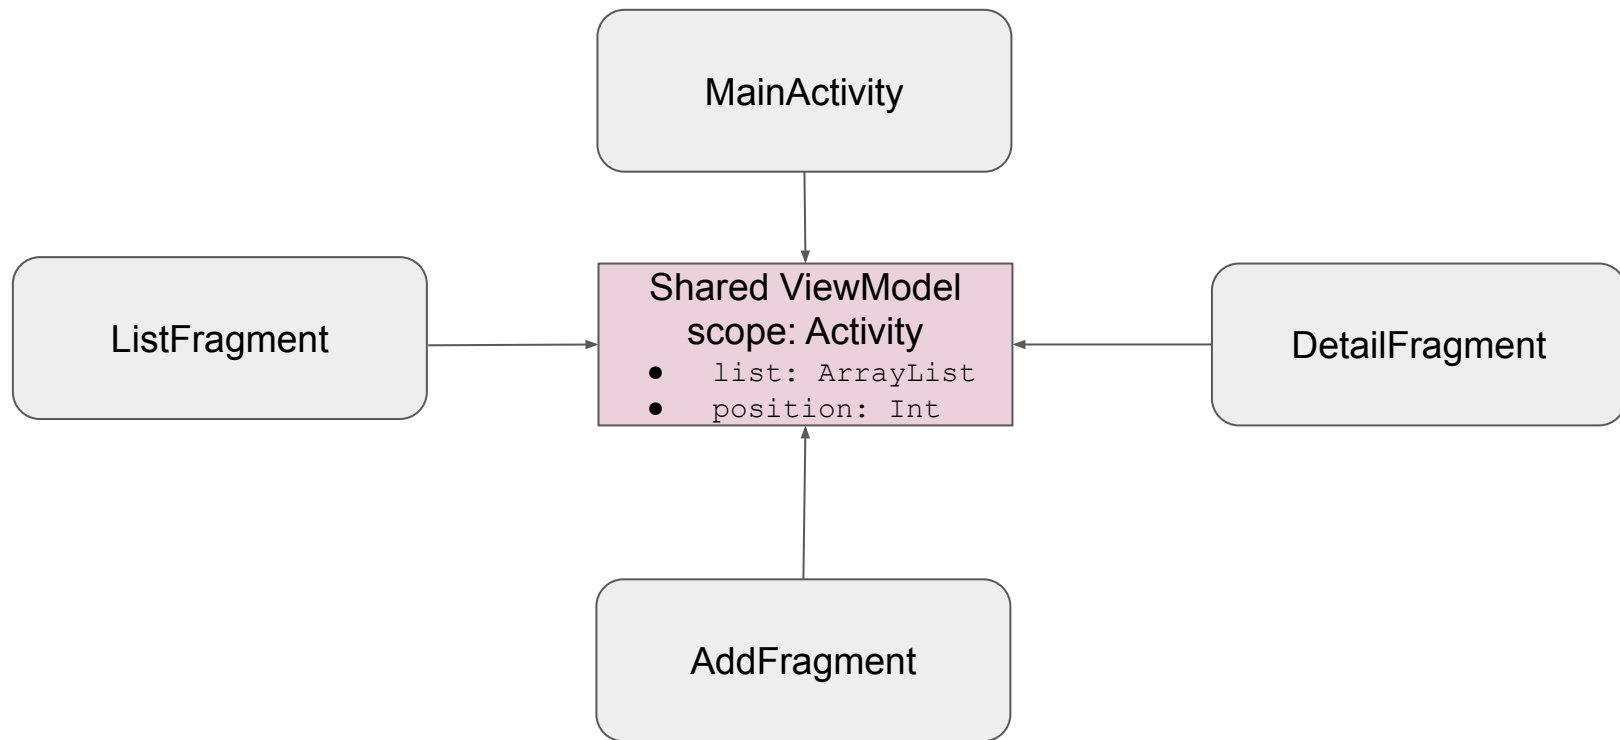 MainActivity
ListFragment
Shared ViewModel
scope: Activity
● list: ArrayList
● position: Int
DetailFragment
AddFragment